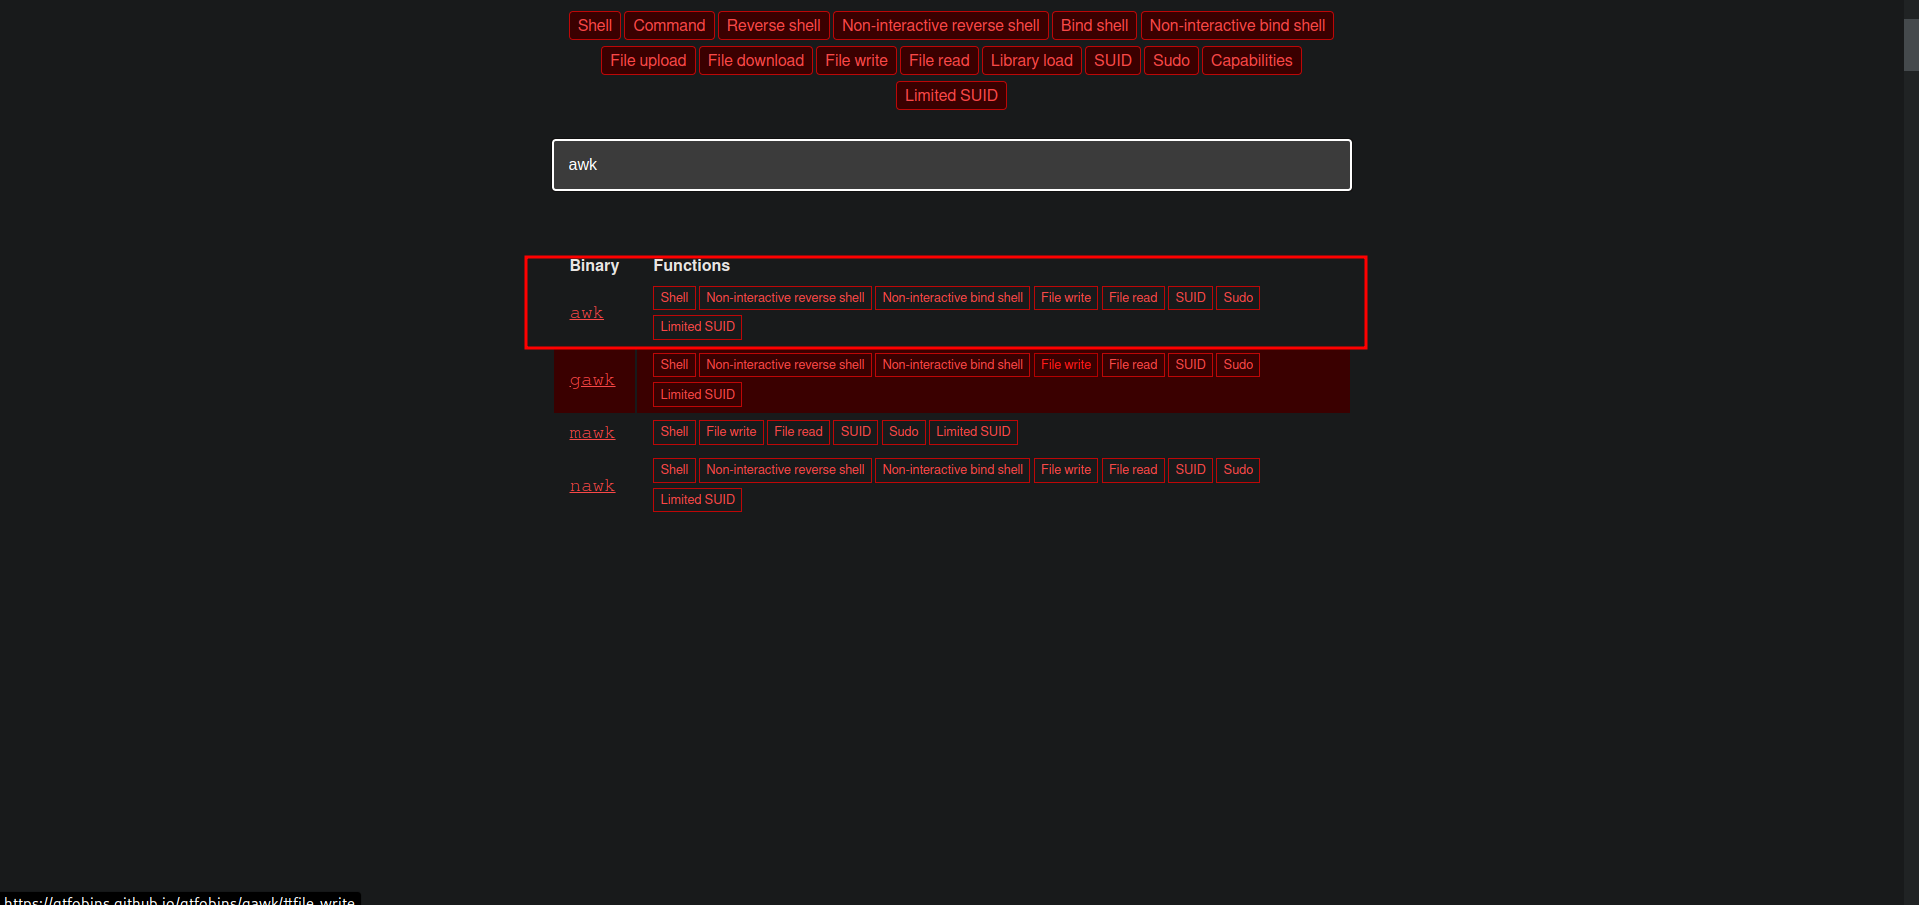 Shell Command Reverse shell Non-interactive reverse shell Bind shell Non-interactive bind shell
File upload File download File write File read Library load SUID Sudo Capabilities
Limited SUID
awk
Binary Functions
awk
Shell Non-interactive reverse shell Non-interactive bind shell File write File read SUID Sudo
Limited SUID
gawk
Shell Non-interactive reverse shell Non-interactive bind shell File write File read SUID Sudo
Limited SUID
mawk Shell File write File read SUID Sudo Limited SUID
nawk
Shell Non-interactive reverse shell Non-interactive bind shell File write File read SUID Sudo
Limited SUID
https://gtfobins.github.io/gtfobins/gawk/#file-write